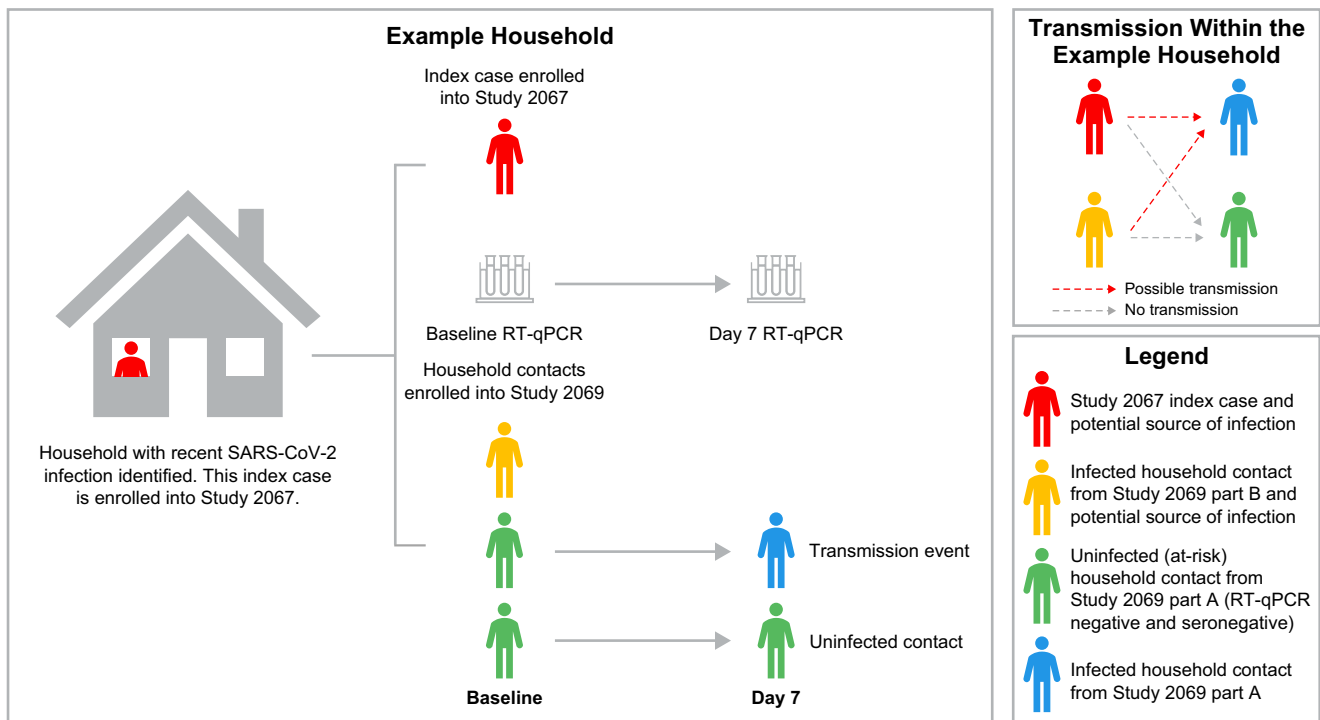 Example Household
Index case enrolled
into Study 2067
Baseline RT-qPCR
Day 7 RT-qPCR
Household contacts
enrolled into Study 2069
Household with recent SARS-CoV-2
infection identified. This index case
is enrolled into Study 2067.
Transmission event
Uninfected contact
Baseline
Day 7
Transmission Within the
Example Household
Possible transmission
No transmission
Legend
Study 2067 index case and
potential source of infection
Infected household contact
from Study 2069 part B and
potential source of infection
Uninfected (at-risk)
household contact from
Study 2069 part A (RT-qPCR
negative and seronegative)
Infected household contact
from Study 2069 part A